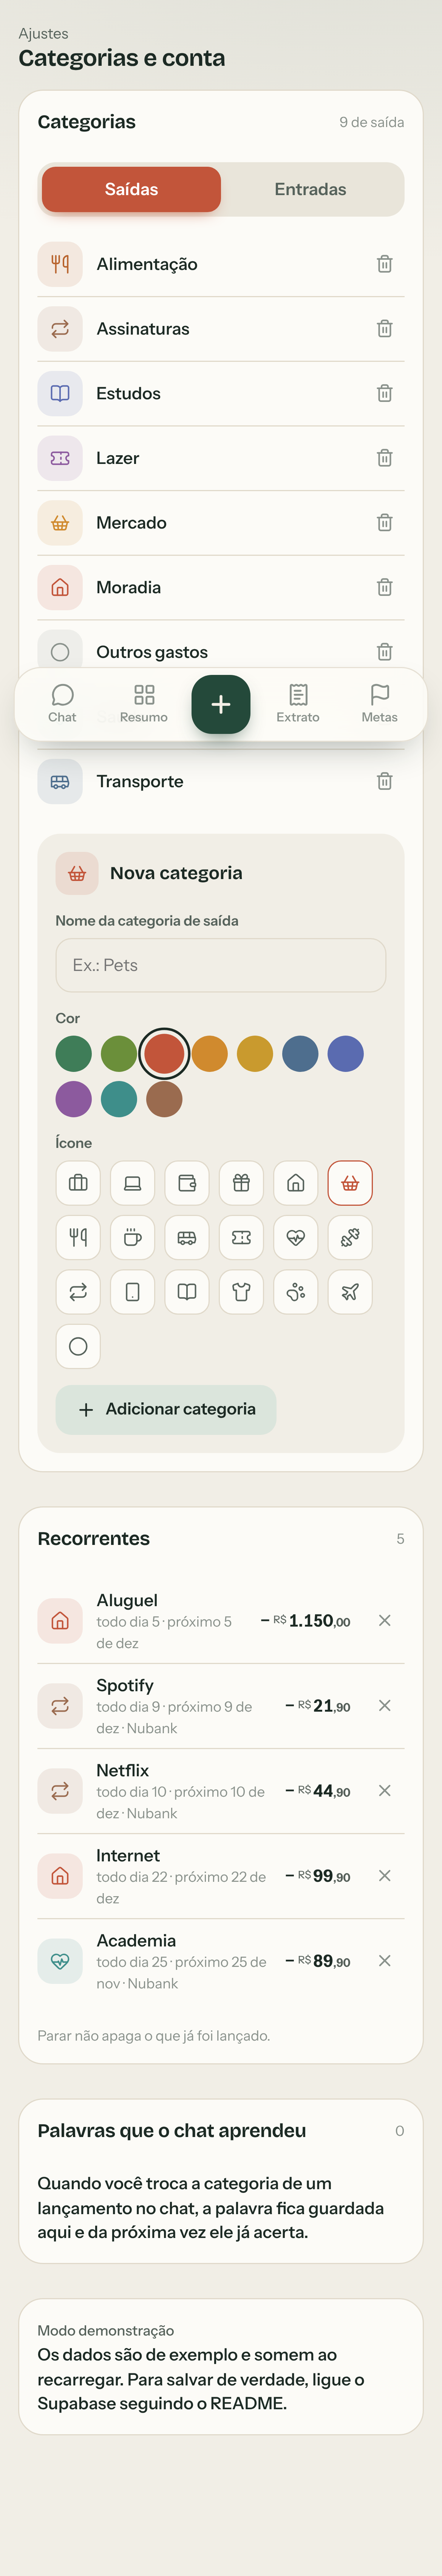 Ajustes
Categorias e conta
Categorias
9 de saída
Saídas
Entradas
Alimentação
Assinaturas
Estudos
Lazer
Mercado
Moradia
Outros gastos
Chat
Resumo
Extrato
Metas
Transporte
Nova categoria
Nome da categoria de saída
Ex.: Pets
Cor
Ícone
Adicionar categoria
Recorrentes
5
Aluguel
todo dia 5 · próximo 5
de dez
− R$ 1.150,00
Spotify
todo dia 9 · próximo 9 de
dez · Nubank
− R$ 21,90
Netflix
todo dia 10 · próximo 10 de
dez · Nubank
− R$ 44,90
Internet
todo dia 22 · próximo 22 de
dez
− R$ 99,90
Academia
todo dia 25 · próximo 25 de
nov · Nubank
− R$ 89,90
Parar não apaga o que já foi lançado.
Palavras que o chat aprendeu
0
Quando você troca a categoria de um
lançamento no chat, a palavra fica guardada
aqui e da próxima vez ele já acerta.
Modo demonstração
Os dados são de exemplo e somem ao
recarregar. Para salvar de verdade, ligue o
Supabase seguindo o README.